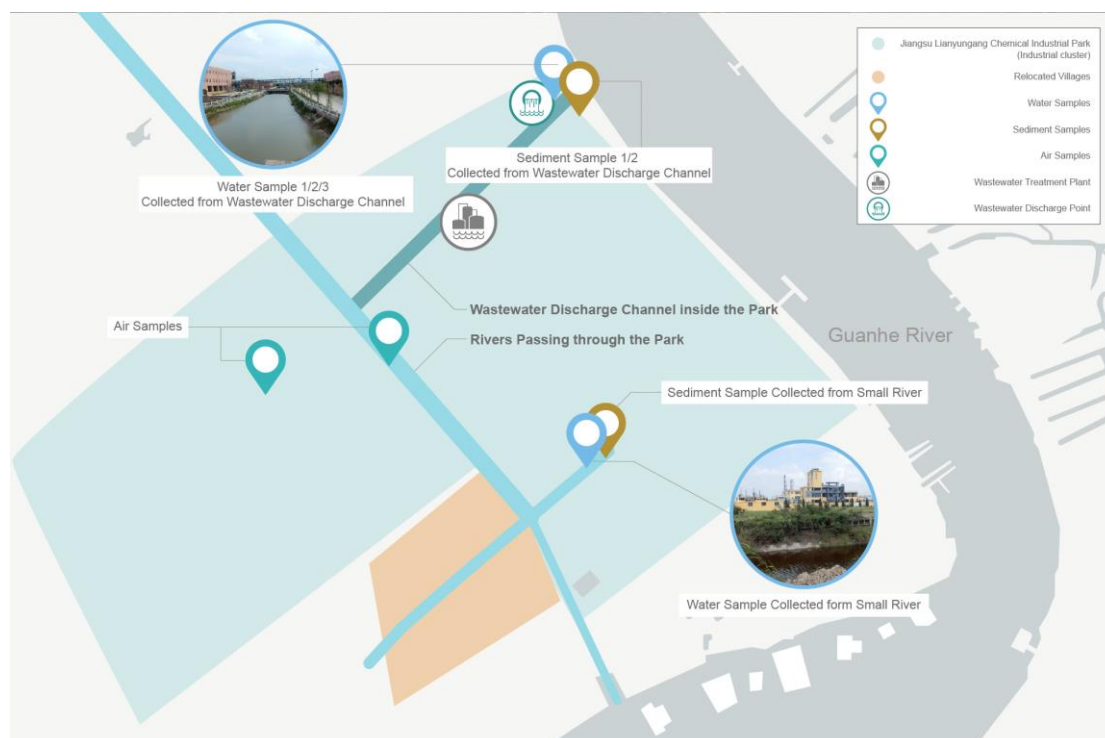 Jiangsu Lianyungang Chemical Industrial Park
(Industrial cluster)
Relocated Villages
Water Samples
Sediment Samples
Air Samples
Wastewater Treatment Plant
Wastewater Discharge Point
Water Sample 1/2/3
Collected from Wastewater Discharge Channel
Sediment Sample 1/2
Collected from Wastewater Discharge Channel
Wastewater Discharge Channel inside the Park
Air Samples
Rivers Passing through the Park
Guanhe River
Sediment Sample Collected from Small River
Water Sample Collected form Small River